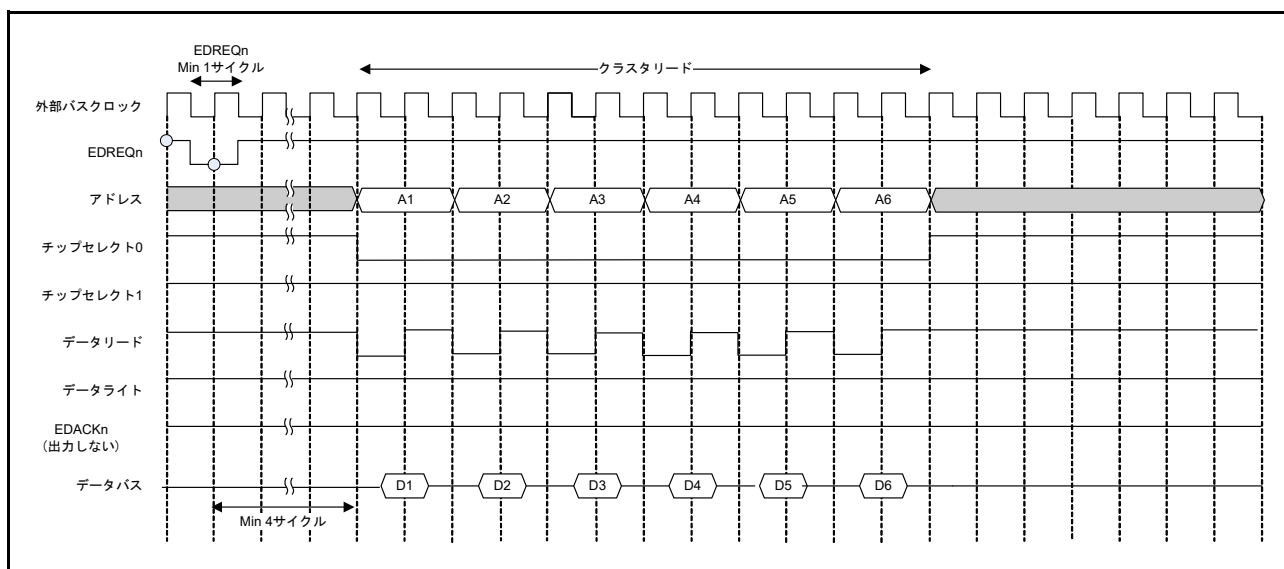 EDREQn
Min 1サイクル
クラスタリード
外部バスクロック
EDREQn
アドレス
A1
A2
A3
A4
A5
A6
チップセレクト0
チップセレクト1
データリード
データライト
EDACKn
（出力しない）
データバス
D1
D2
D3
D4
D5
D6
Min 4サイクル